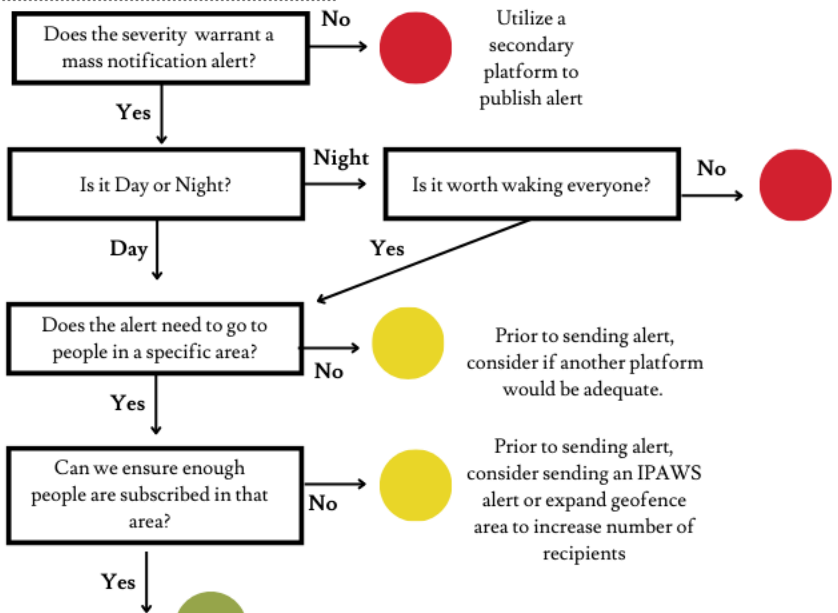 Does the severity warrant a
mass notification alert?
No
Utilize a
secondary
platform to
publish alert
Yes
Is it Day or Night?
Night
Is it worth waking everyone?
No
Day
Yes
Does the alert need to go to
people in a specific area?
No
Prior to sending alert,
consider if another platform
would be adequate.
Yes
Can we ensure enough
people are subscribed in that
area?
No
Prior to sending alert,
consider sending an IPAWS
alert or expand geofence
area to increase number of
recipients
Yes